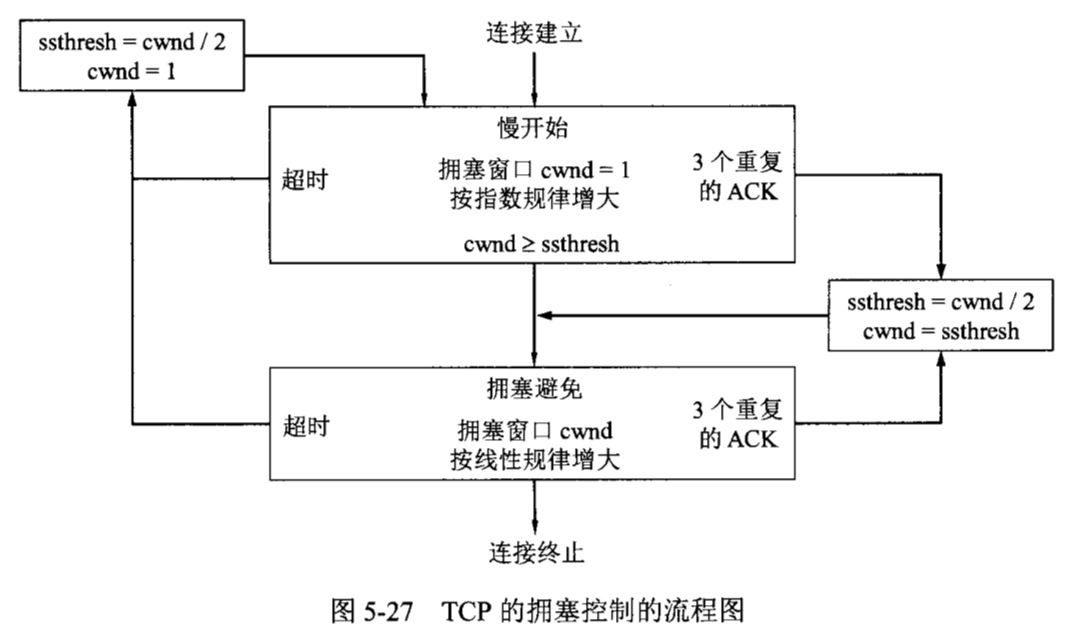 连接建立
ssthresh = cwnd / 2
cwnd = 1
慢开始
超时
拥塞窗口 cwnd = 1
按指数规律增大
3 个重复
的 ACK
cwnd ≥ ssthresh
ssthresh = cwnd / 2
cwnd = ssthresh
拥塞避免
超时
拥塞窗口 cwnd
按线性规律增大
3 个重复
的 ACK
连接终止
图 5-27 TCP 的拥塞控制的流程图